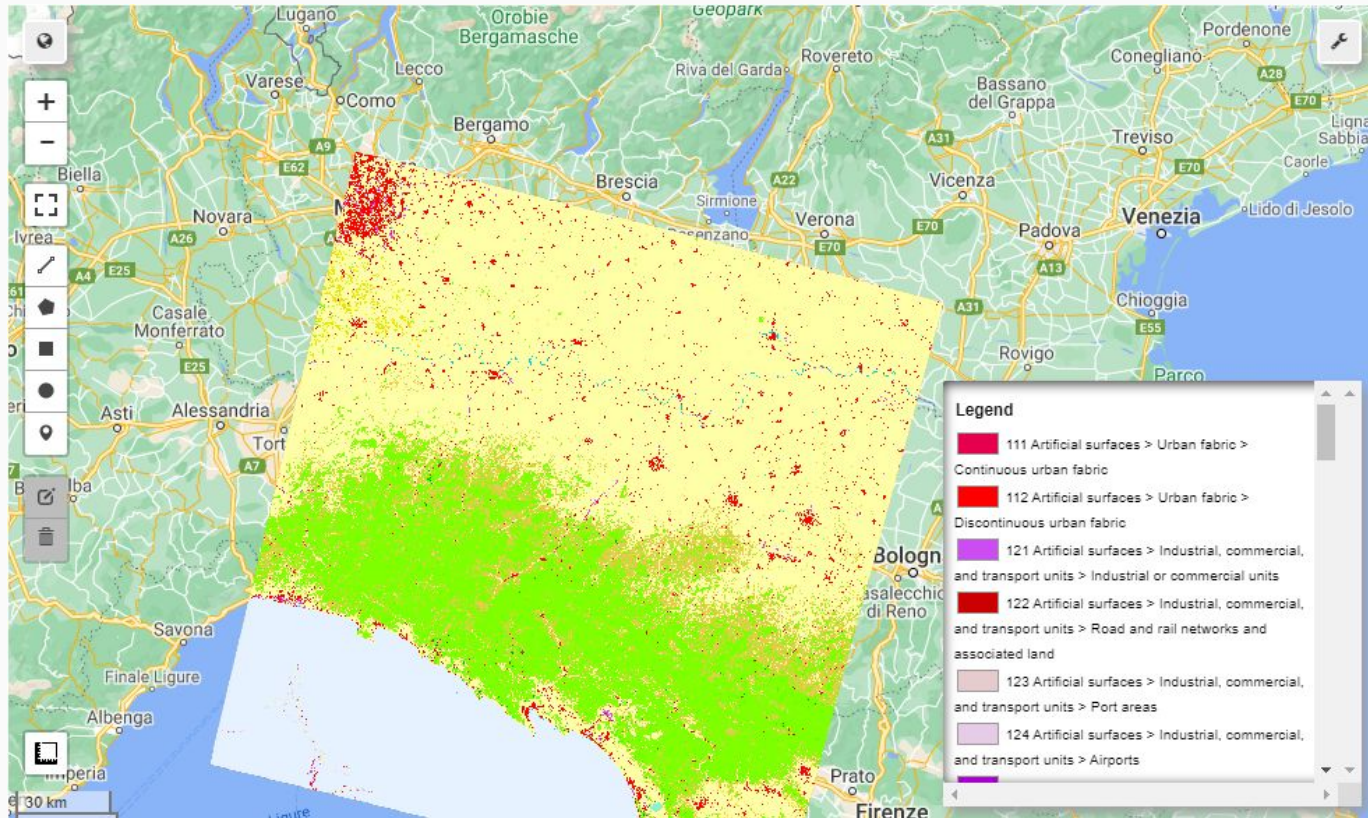 Lugano
Orobie
Bergamasche
Geopark
Pordenone
Conegliano
Rovereto
Riva del Garda
Lecco
Varese
Como
Bassano
del Grappa
A28
E70
Bergamo
A31
Treviso
A9
E62
E70
Caorle
Biella
Brescia
A22
Vicenza
Sirmione
Novara
Verona
E70
E70
Padova
Venezia
Lido di Jesolo
Ivrea
A26
A13
A4
E25
A31
Chioggia
E55
Casale
Monferrato
Rovigo
E25
Parco
Asti
Alessandria
A7
Savona
Finale Ligure
Albenga
30 km
Prato
Firenze
di Reno
Legend
111 Artificial surfaces > Urban fabric >
Continuous urban fabric
112 Artificial surfaces > Urban fabric >
Discontinuous urban fabric
121 Artificial surfaces > Industrial, commercial,
and transport units > Industrial or commercial units
122 Artificial surfaces > Industrial, commercial,
and transport units > Road and rail networks and
associated land
123 Artificial surfaces > Industrial, commercial,
and transport units > Port areas
124 Artificial surfaces > Industrial, commercial,
and transport units > Airports